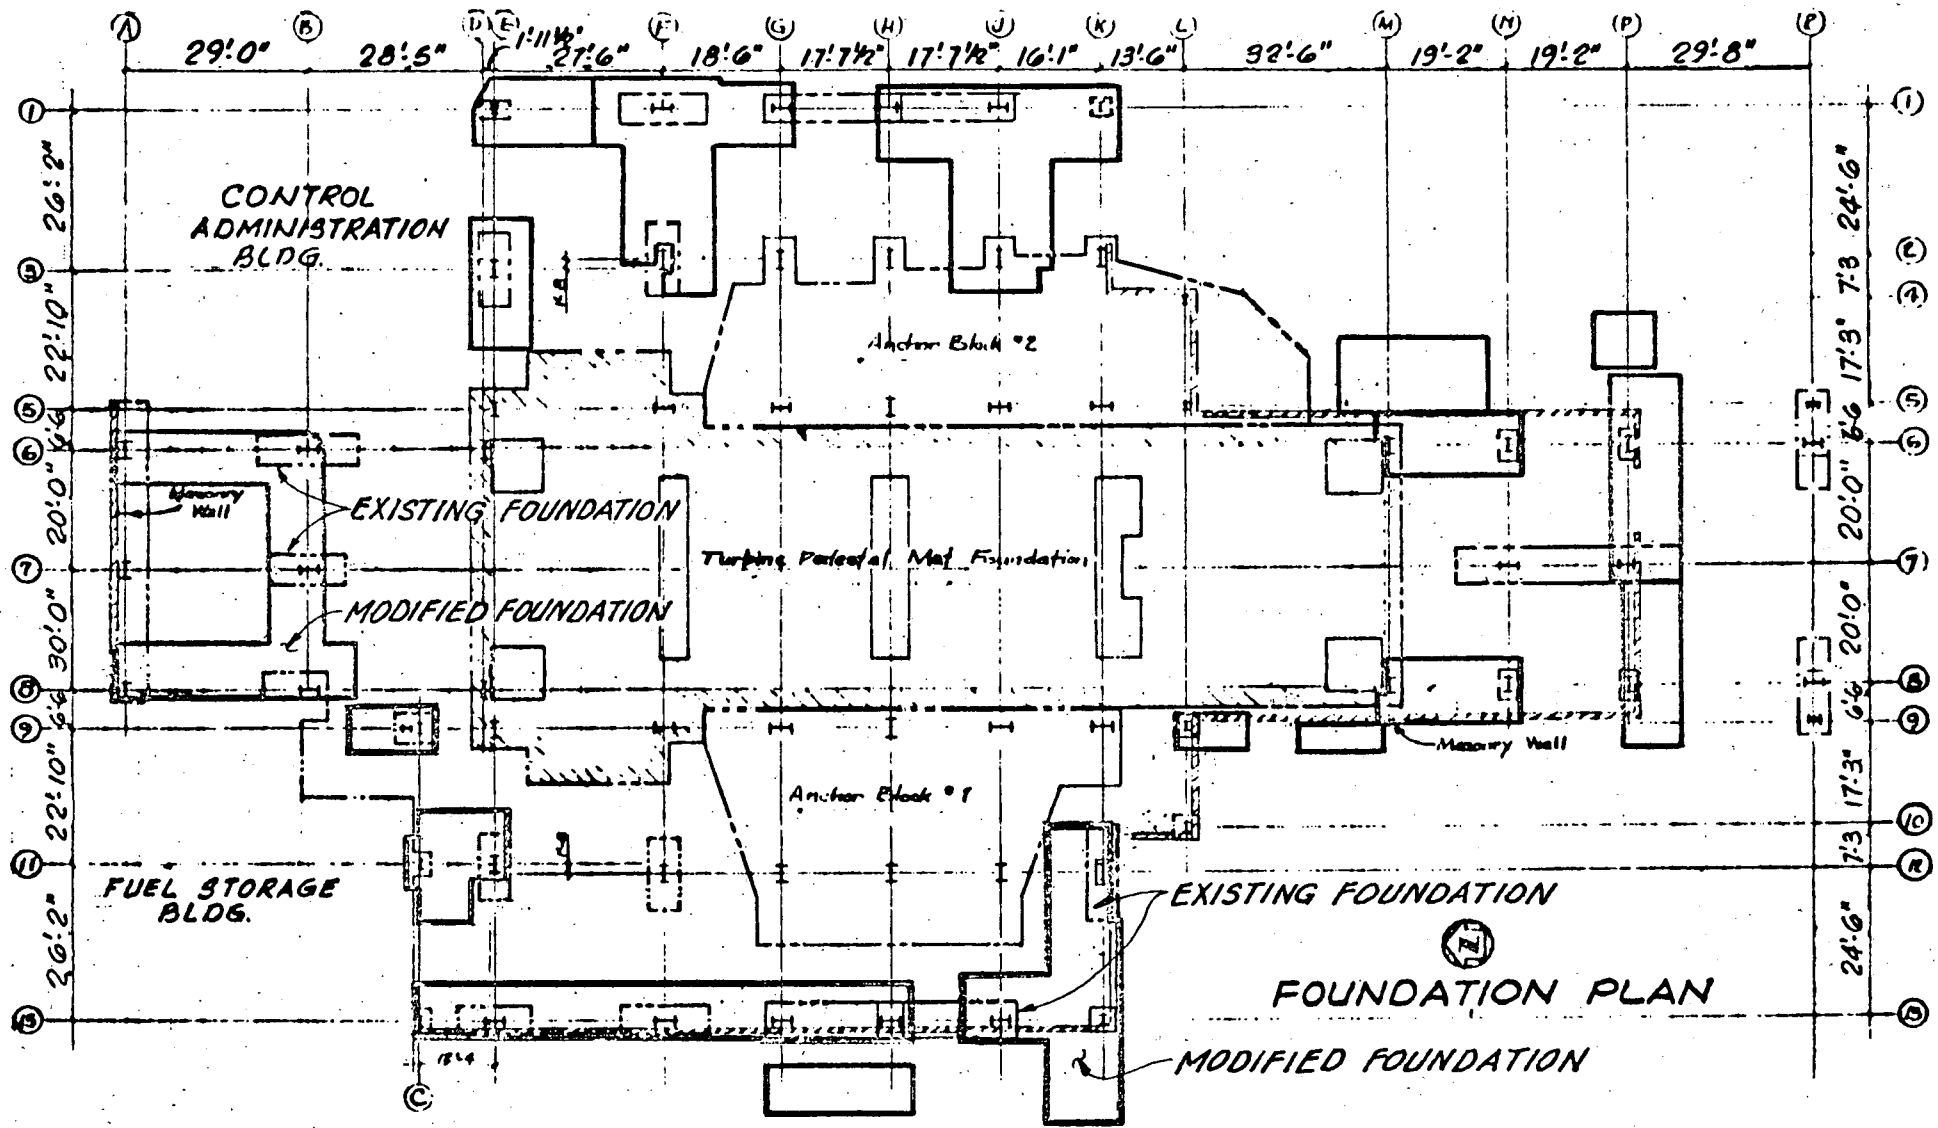 A B D E F G H J K L M N P R
29'-0" 28'-5" 1'-11½" 27'-6" 18'-6" 17'-7½" 17'-7½" 16'-1" 13'-6" 32'-6" 19'-2" 19'-2" 29'-8"
1 1
26'-2" 24'-6"
CONTROL
ADMINISTRATION
BLDG.
3 2
7'-3
4
22'-10" 17'-3"
Anchor Block #2
5 5
6'-6 6'-6
6 6
Masonry
Wall
EXISTING FOUNDATION
20'-0" 20'-0"
7 Turbine Pedestal Mat Foundation 7
MODIFIED FOUNDATION
30'-0" 20'-0"
8 8
6'-6 6'-6
9 9
Masonry Wall
22'-10" 17'-3"
Anchor Block #1
10
7'-3
11 12
FUEL STORAGE
BLDG.
EXISTING FOUNDATION
26'-2" 24'-6"
N
FOUNDATION PLAN
13 13
MODIFIED FOUNDATION
C